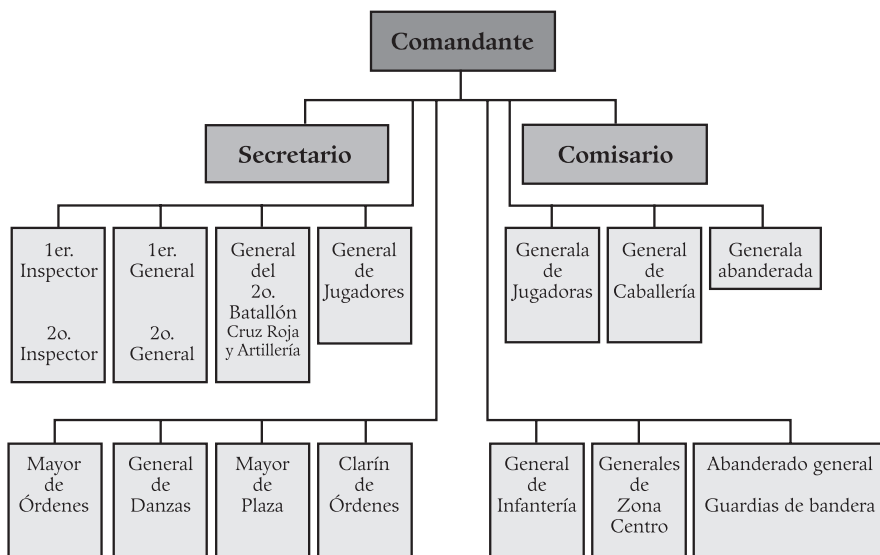 Comandante
Secretario
Comisario
1er.
Inspector
2o.
Inspector
1er.
General
2o.
General
General
del
2o.
Batallón
Cruz Roja
y Artillería
General
de
Jugadores
Generala
de
Jugadoras
General
de
Caballería
Generala
abanderada
Mayor
de
Órdenes
General
de
Danzas
Mayor
de
Plaza
Clarín
de
Órdenes
General
de
Infantería
Generales
de
Zona
Centro
Abanderado general
Guardias de bandera